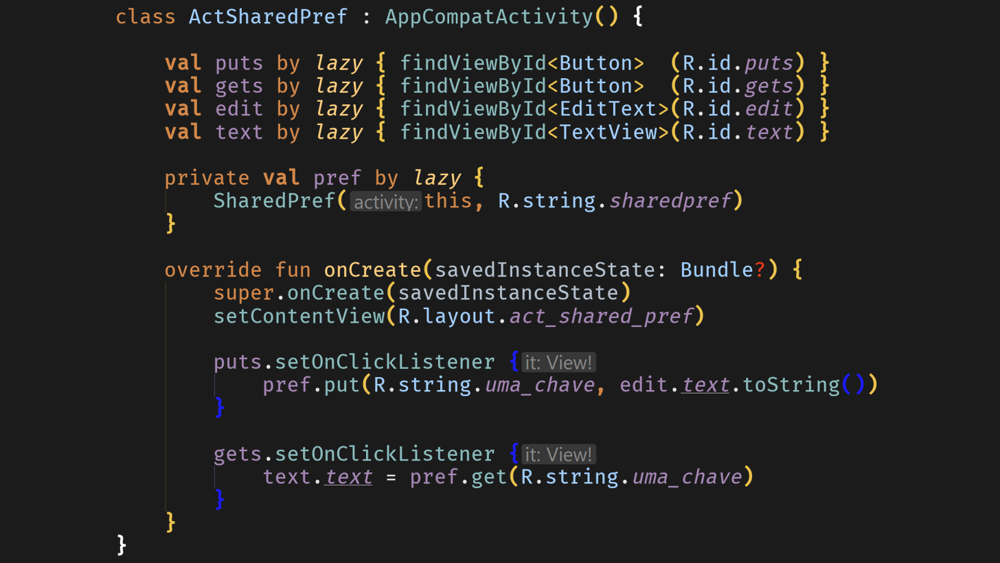 class ActSharedPref : AppCompatActivity() {

    val puts by lazy { findViewById<Button>  (R.id.puts) }
    val gets by lazy { findViewById<Button>  (R.id.gets) }
    val edit by lazy { findViewById<EditText>(R.id.edit) }
    val text by lazy { findViewById<TextView>(R.id.text) }

    private val pref by lazy {
        SharedPref( activity: this, R.string.sharedpref)
    }

    override fun onCreate(savedInstanceState: Bundle?) {
        super.onCreate(savedInstanceState)
        setContentView(R.layout.act_shared_pref)

        puts.setOnClickListener { it: View!
            pref.put(R.string.uma_chave, edit.text.toString())
        }

        gets.setOnClickListener { it: View!
            text.text = pref.get(R.string.uma_chave)
        }
    }
}